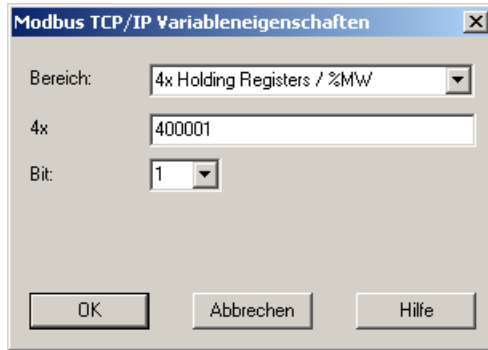 Modbus TCP/IP Variableneigenschaften
Bereich: 4x Holding Registers / %MW
4x 400001
Bit: 1
OK Abbrechen Hilfe